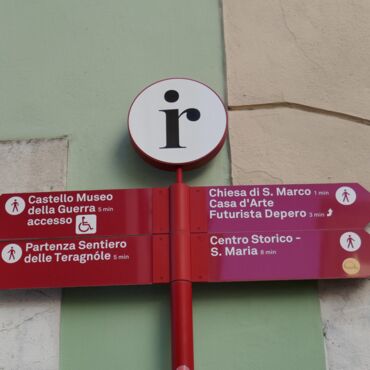 ir
Castello Museo
della Guerra 5 min
accesso
Partenza Sentiero
delle Teragnóle 5 min
Chiesa di S. Marco 1 min
Casa d'Arte
Futurista Depero 3 min
Centro Storico -
S. Maria 8 min